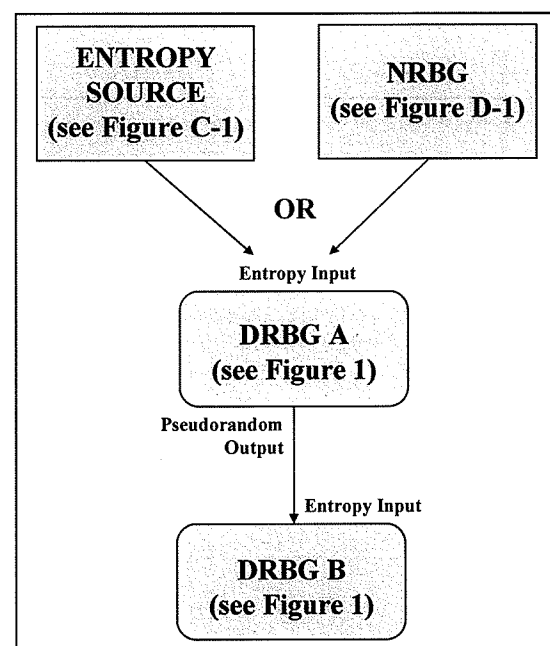 ENTROPY
SOURCE
(see Figure C-1)
NRBG
(see Figure D-1)
OR
Entropy Input
DRBG A
(see Figure 1)
Pseudorandom
Output
Entropy Input
DRBG B
(see Figure 1)